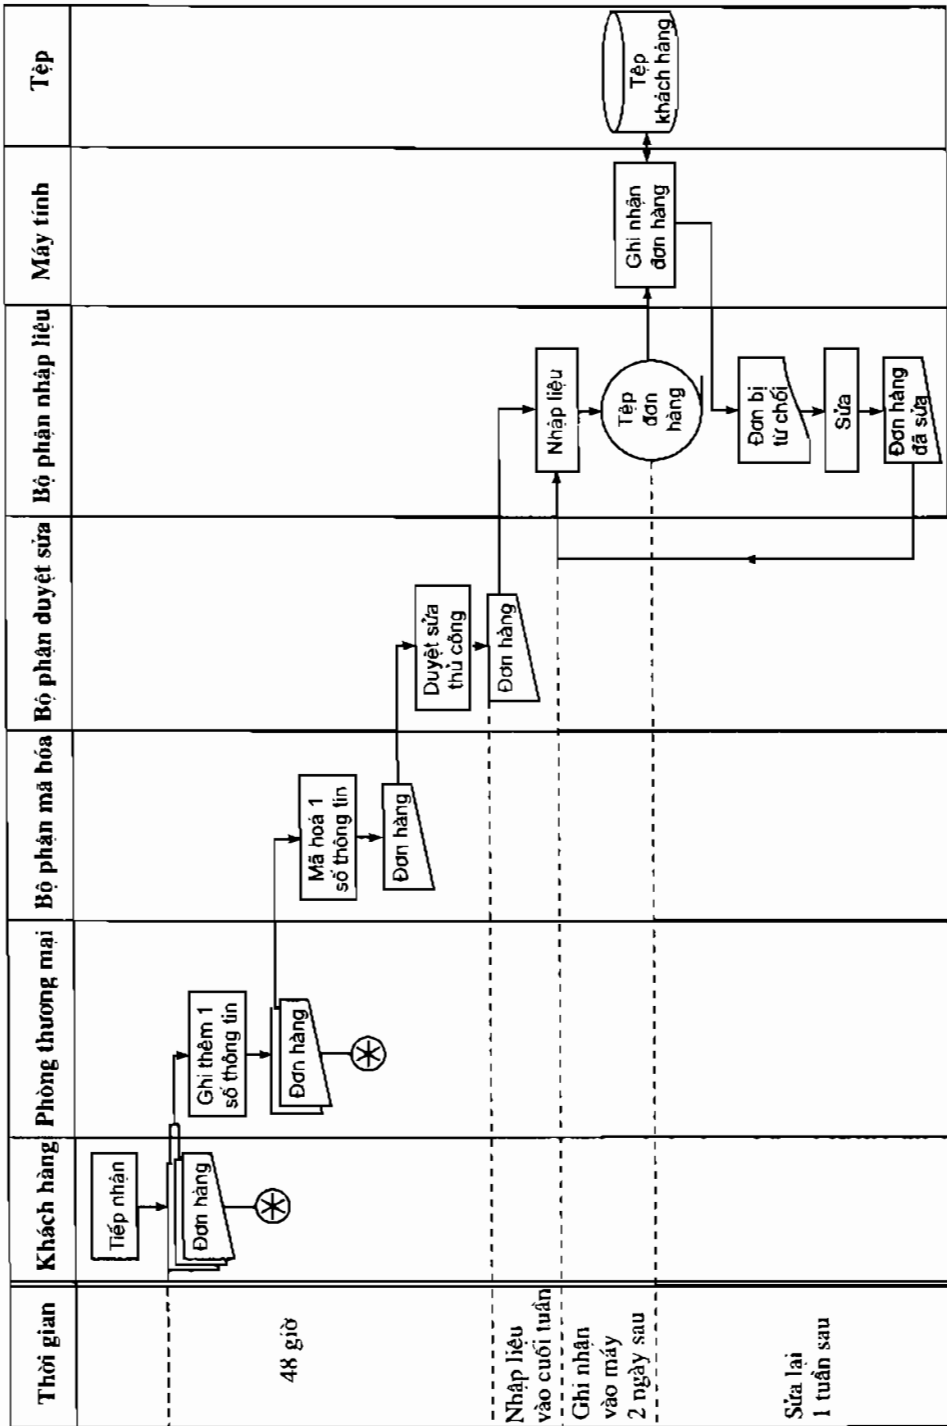 Thời gian
Khách hàng
Phòng thương mại
Bộ phận mã hóa
Bộ phận duyệt sửa
Bộ phận nhập liệu
Máy tính
Tệp
Tiếp nhận
Đơn hàng
48 giờ
Ghi thêm 1
số thông tin
Đơn hàng
Mã hoá 1
số thông tin
Đơn hàng
Duyệt sửa
thủ công
Đơn hàng
Nhập liệu
vào cuối tuần
Nhập liệu
Ghi nhận
vào máy
2 ngày sau
Tệp
đơn
hàng
Ghi nhận
đơn hàng
Tệp
khách hàng
Sửa lại
1 tuần sau
Đơn bị
từ chối
Sửa
Đơn hàng
đã sửa